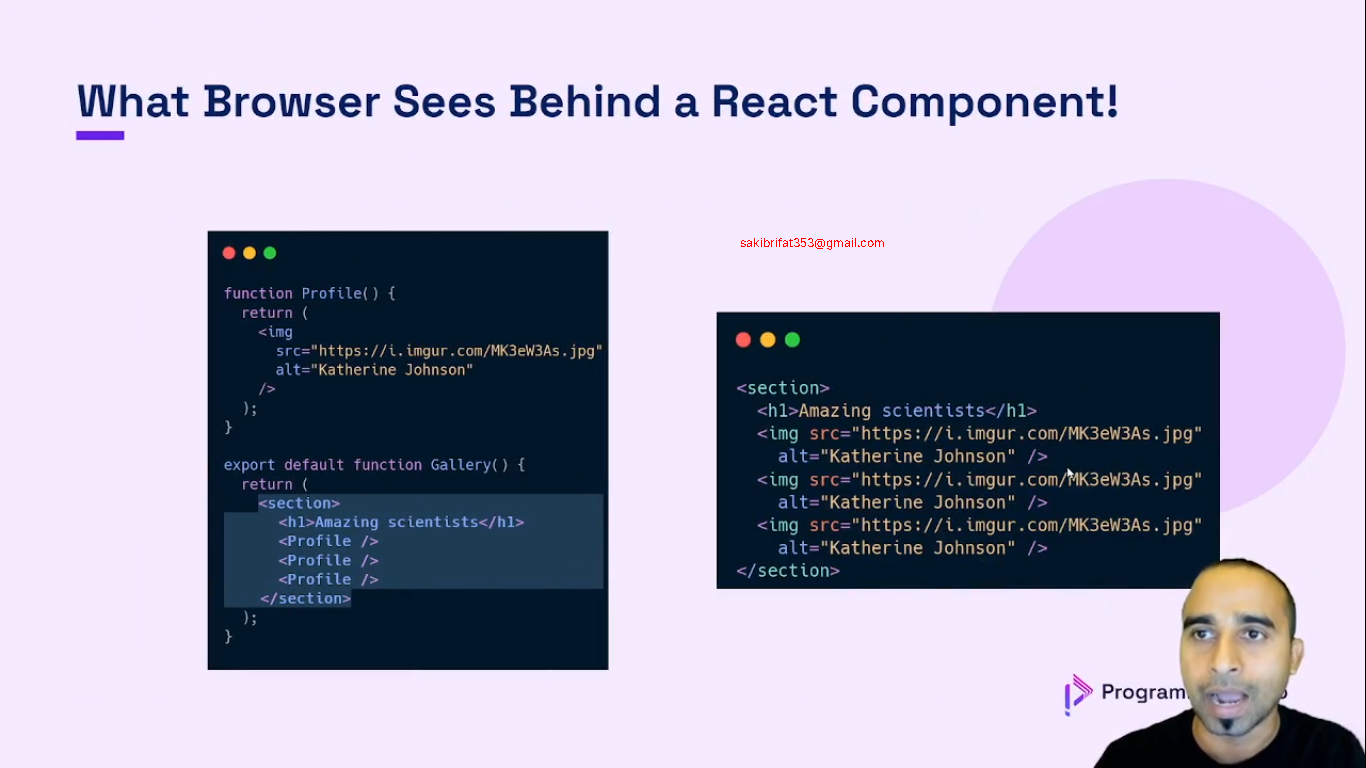 What Browser Sees Behind a React Component!
function Profile() {
  return (
    <img
      src="https://i.imgur.com/MK3eW3As.jpg"
      alt="Katherine Johnson"
    />
  );
}
export default function Gallery() {
  return (
    <section>
      <h1>Amazing scientists</h1>
      <Profile />
      <Profile />
      <Profile />
    </section>
  );
}
sakibrifat353@gmail.com
<section>
  <h1>Amazing scientists</h1>
  <img src="https://i.imgur.com/MK3eW3As.jpg"
    alt="Katherine Johnson" />
  <img src="https://i.imgur.com/MK3eW3As.jpg"
    alt="Katherine Johnson" />
  <img src="https://i.imgur.com/MK3eW3As.jpg"
    alt="Katherine Johnson" />
</section>